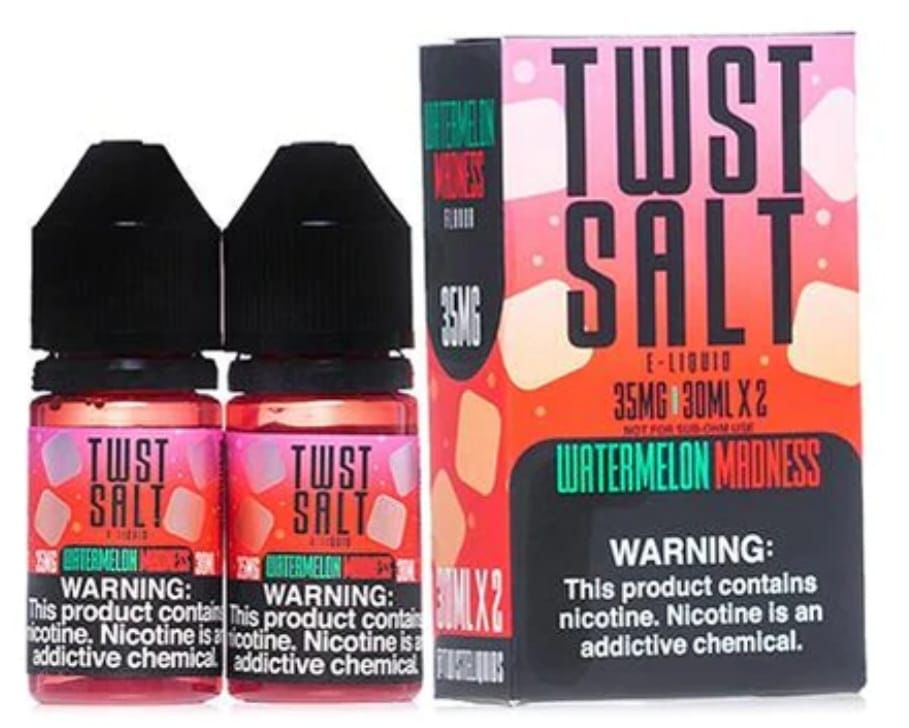 TWST
SALT
E-LIQUID
35MG 30ML
WATERMELON MADNESS
WARNING:
This product contains
nicotine. Nicotine is an
addictive chemical.
TWST
SALT
E-LIQUID
35MG 30ML
WATERMELON MADNESS
WARNING:
This product contains
nicotine. Nicotine is an
addictive chemical.
WATERMELON
MADNESS
FLAVOR
35MG
30ML X 2
TWST
SALT
E-LIQUID
35MG 30ML X 2
NOT FOR SUB-OHM USE
WATERMELON MADNESS
WARNING:
This product contains
nicotine. Nicotine is an
addictive chemical.